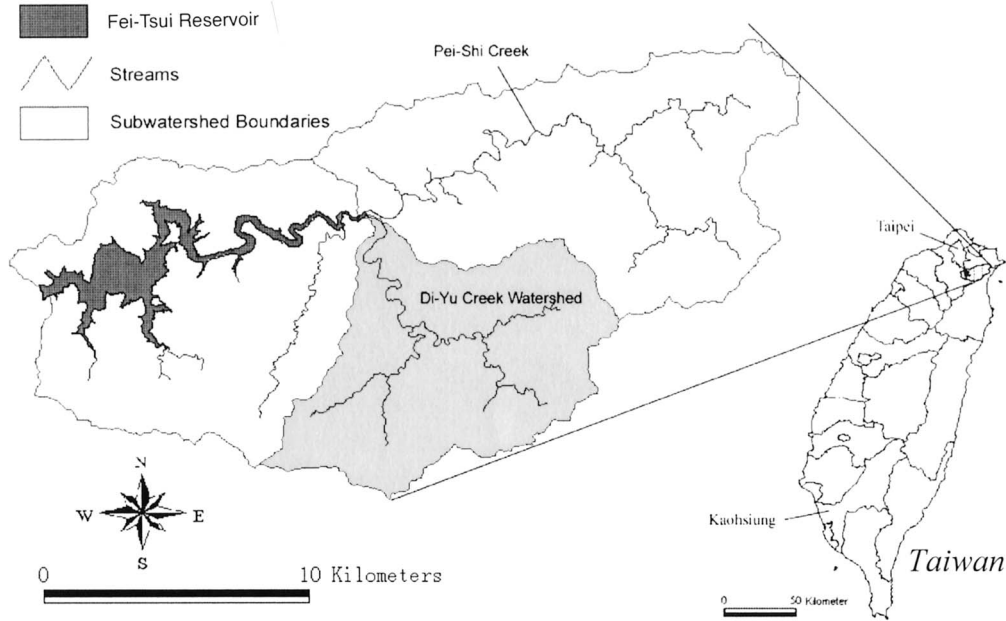 Fei-Tsui Reservoir
Streams
Subwatershed Boundaries
Pei-Shi Creek
Di-Yu Creek Watershed
Taipei
Kaohsiung
Taiwan
N
W
E
S
0
10 Kilometers
0
50 Kilometer